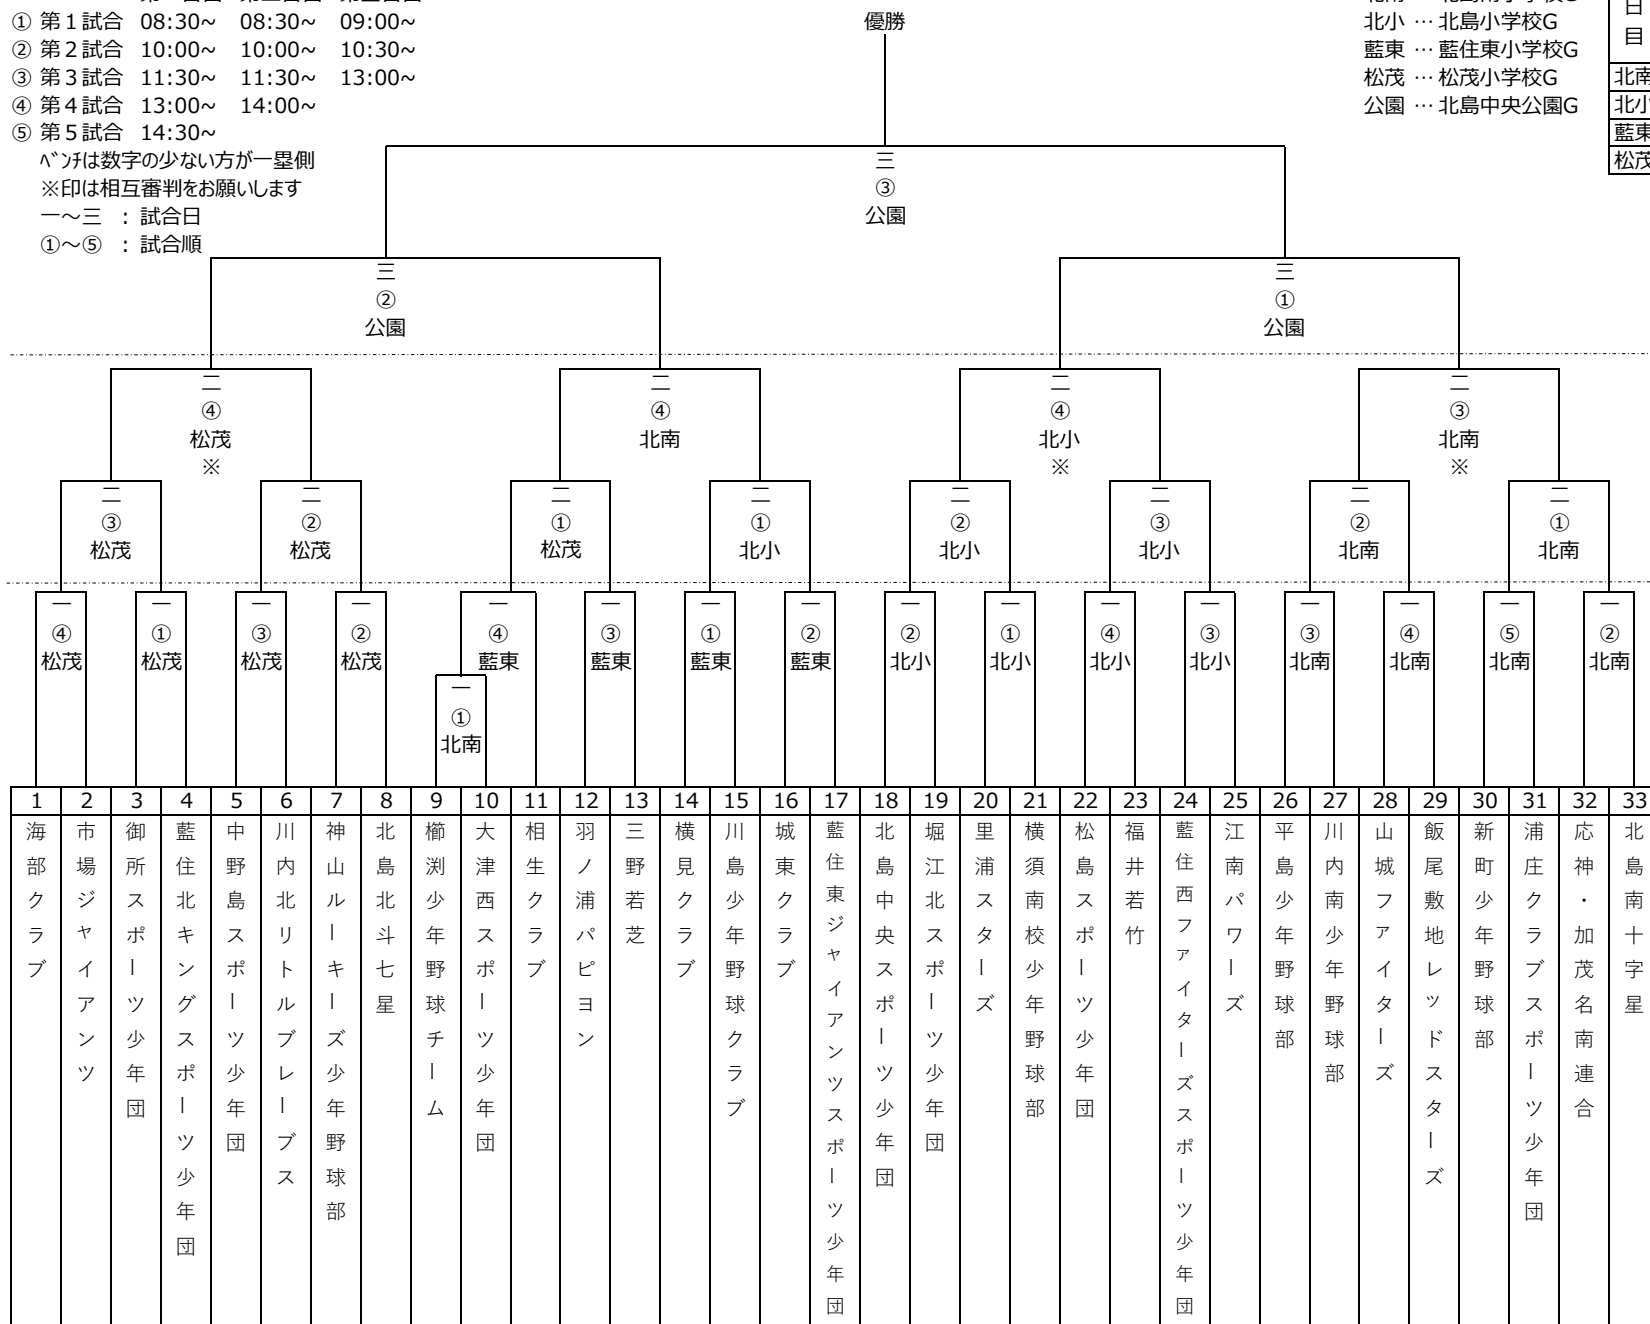 ① 第1試合 08:30~ 08:30~ 09:00~
② 第2試合 10:00~ 10:00~ 10:30~
③ 第3試合 11:30~ 11:30~ 13:00~
④ 第4試合 13:00~ 14:00~
⑤ 第5試合 14:30~
ﾍﾞﾝﾁは数字の少ない方が一塁側
※印は相互審判をお願いします
一～三 : 試合日
①～⑤ : 試合順
優勝
北小 … 北島小学校G
藍東 … 藍住東小学校G
松茂 … 松茂小学校G
公園 … 北島中央公園G
日
目
北南
北小
藍東
松茂
三
③
公園
三 三
② ①
公園 公園
二 二 二 二
④ ④ ④ ③
松茂 北南 北小 北南
※ ※ ※
二 二 二 二 二 二 二 二
③ ② ① ① ② ③ ② ①
松茂 松茂 松茂 北小 北小 北小 北南 北南
一 一 一 一 一 一 一 一 一 一 一 一 一 一 一 一
④ ① ③ ② ④ ③ ① ② ② ① ④ ③ ③ ④ ⑤ ②
松茂 松茂 松茂 松茂 藍東 藍東 藍東 藍東 北小 北小 北小 北小 北南 北南 北南 北南
一
①
北南
1 2 3 4 5 6 7 8 9 10 11 12 13 14 15 16 17 18 19 20 21 22 23 24 25 26 27 28 29 30 31 32 33
海部クラブ
市場ジャイアンツ
御所スポーツ少年団
藍住北キングスポーツ少年団
中野島スポーツ少年団
川内北リトルブレーブス
神山ルーキーズ少年野球部
北島北斗七星
櫛渕少年野球チーム
大津西スポーツ少年団
相生クラブ
羽ノ浦パピヨン
三野若芝
横見クラブ
川島少年野球クラブ
城東クラブ
藍住東ジャイアンツスポーツ少年団
北島中央スポーツ少年団
堀江北スポーツ少年団
里浦スターズ
横須南校少年野球部
松島スポーツ少年団
福井若竹
藍住西ファイターズスポーツ少年団
江南パワーズ
平島少年野球部
川内南少年野球部
山城ファイターズ
飯尾敷地レッドスターズ
新町少年野球部
浦庄クラブスポーツ少年団
応神・加茂名南連合
北島南十字星